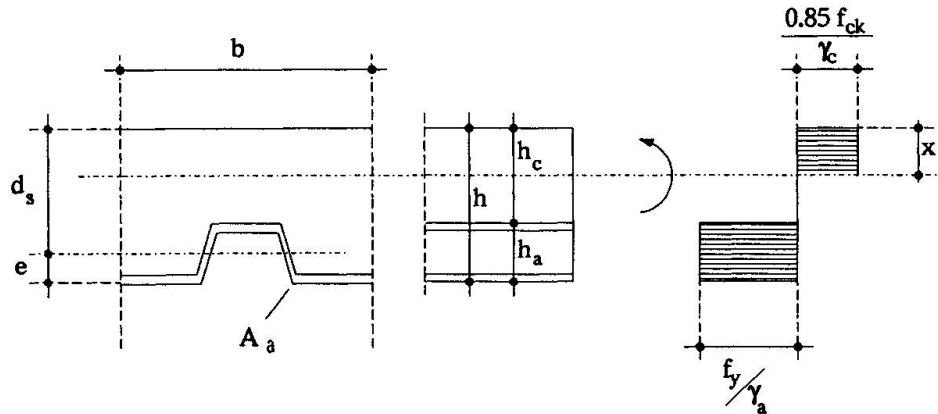 0.85 f_ck
γ_c
b
h_c
x
d_s
h
h_a
e
A_a
f_y / γ_a